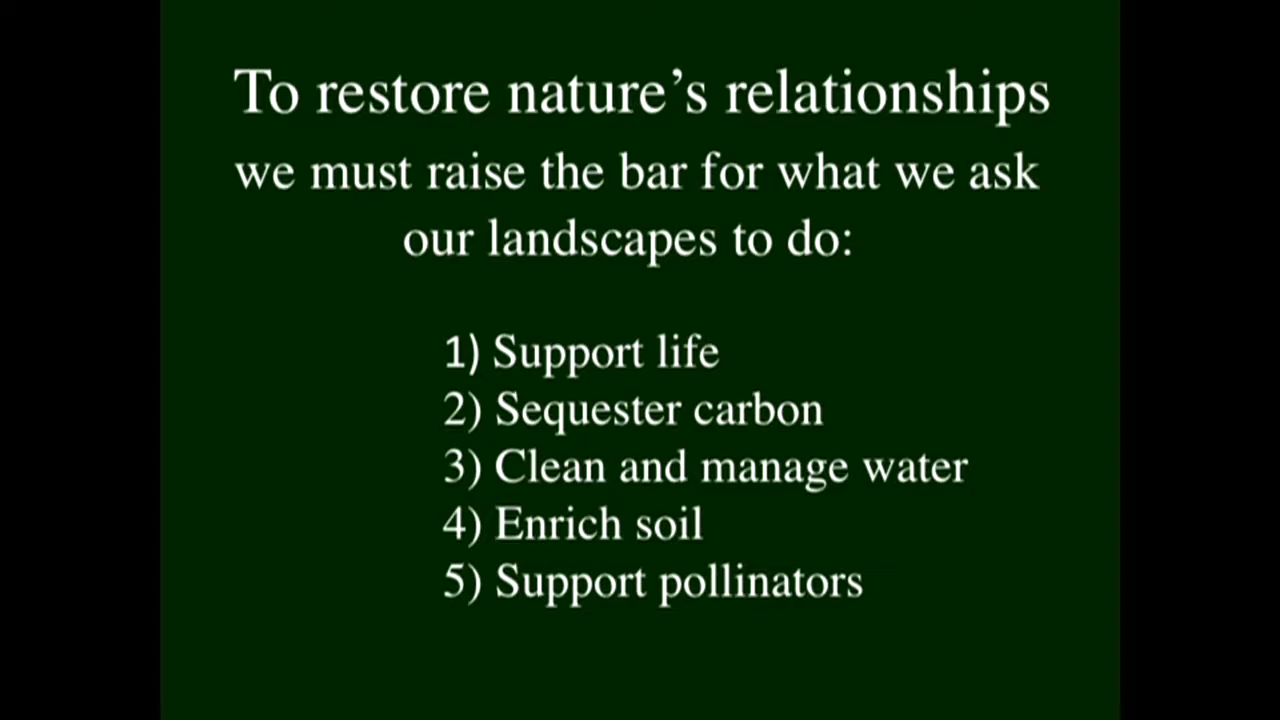 To restore nature’s relationships
we must raise the bar for what we ask
our landscapes to do:
1) Support life
2) Sequester carbon
3) Clean and manage water
4) Enrich soil
5) Support pollinators